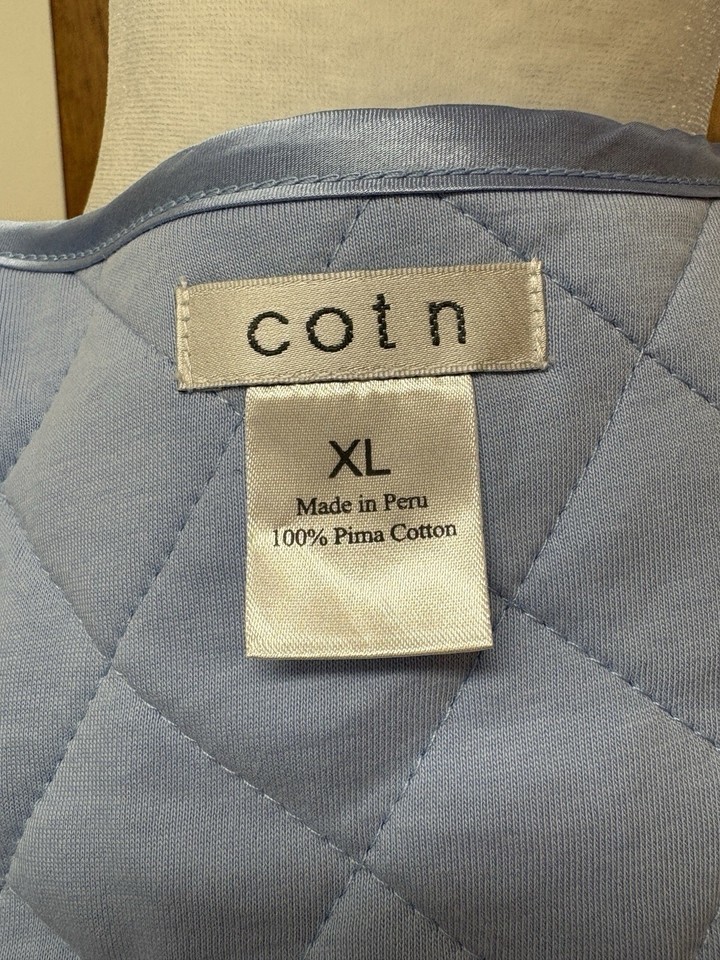 cotn
XL
Made in Peru
100% Pima Cotton